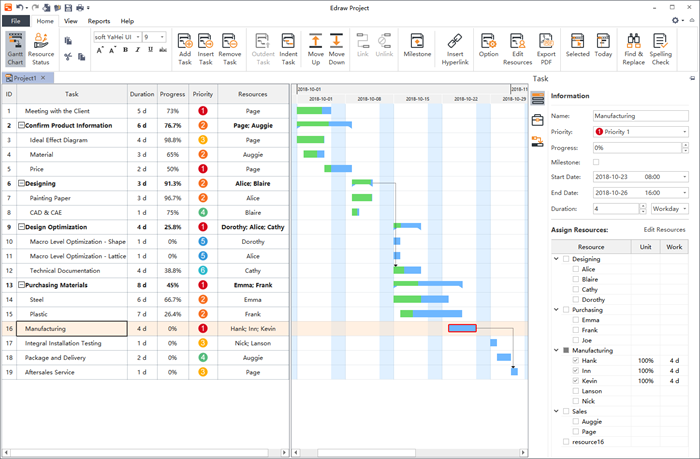 Edraw Project
File Home View Reports Help
Gantt Chart
Resource Status
soft YaHei UI 9
Add Task
Insert Task
Remove Task
Outdent Task
Indent Task
Move Up
Move Down
Link
Unlink
Milestone
Insert Hyperlink
Option
Edit Resources
Export PDF
Selected
Today
Find & Replace
Spelling Check
Project1
ID Task Duration Progress Priority Resources
2018-10-01 2018-11
2018-10-01 2018-10-08 2018-10-15 2018-10-22 2018-10-29
1 Meeting with the Client 5 d 73% 1 Page
2 Confirm Product Information 6 d 76.7% 2 Page; Auggie
3 Ideal Effect Diagram 4 d 98.8% 3 Page
4 Material 3 d 65% 2 Auggie
5 Price 2 d 50% 1 Page
6 Designing 3 d 91.3% 2 Alice; Blaire
7 Painting Paper 3 d 96.7% 2 Alice
8 CAD & CAE 1 d 75% 4 Blaire
9 Design Optimization 4 d 25.8% 1 Dorothy; Alice; Cathy
10 Macro Level Optimization - Shape 1 d 0% 5 Dorothy
11 Macro Level Optimization - Lattice 1 d 0% 5 Alice
12 Technical Documentation 4 d 38.8% 6 Cathy
13 Purchasing Materials 8 d 45% 1 Emma; Frank
14 Steel 6 d 66.7% 2 Emma
15 Plastic 7 d 26.4% 2 Frank
16 Manufacturing 4 d 0% 1 Hank; Inn; Kevin
17 Integral Installation Testing 1 d 0% 3 Nick; Lanson
18 Package and Delivery 2 d 0% 4 Auggie
19 Aftersales Service 1 d 0% 3 Page
Task
Information
Name: Manufacturing
Priority: 1 Priority 1
Progress: 0%
Milestone:
Start Date: 2018-10-23 08:00
End Date: 2018-10-26 16:00
Duration: 4 Workday
Assign Resources: Edit Resources
Resource Unit Work
Designing
Alice
Blaire
Cathy
Dorothy
Purchasing
Emma
Frank
Joe
Manufacturing
Hank 100% 4 d
Inn 100% 4 d
Kevin 100% 4 d
Lanson
Nick
Sales
Auggie
Page
resource16